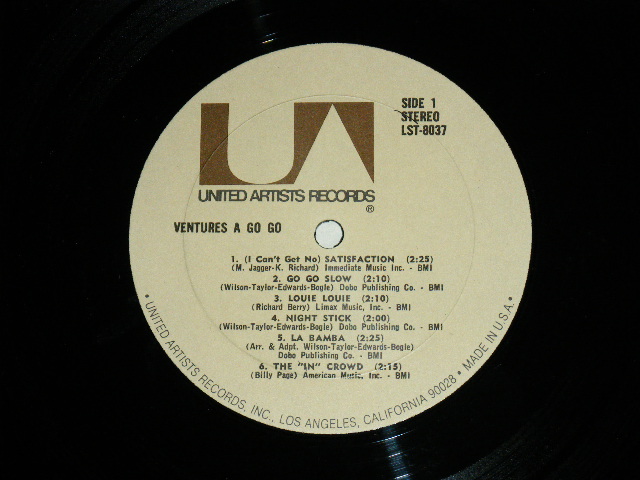 UA
UNITED ARTISTS RECORDS
®
SIDE 1
STEREO
LST-8037
VENTURES A GO GO
1. (I Can't Get No) SATISFACTION (2:25)
(M. Jagger-K. Richard) Immediate Music Inc. - BMI
2. GO GO SLOW (2:10)
(Wilson-Taylor-Edwards-Bogle) Dobo Publishing Co. - BMI
3. LOUIE LOUIE (2:10)
(Richard Berry) Limax Music, Inc. - BMI
4. NIGHT STICK (2:00)
(Wilson-Taylor-Edwards-Bogle) Dobo Publishing Co. - BMI
5. LA BAMBA (2:25)
(Arr. & Adpt. Wilson-Taylor-Edwards-Bogle)
Dobo Publishing Co. - BMI
6. THE "IN" CROWD (2:15)
(Billy Page) American Music, Inc. - BMI
• UNITED ARTISTS RECORDS, INC., LOS ANGELES, CALIFORNIA 90028 • MADE IN U.S.A. •